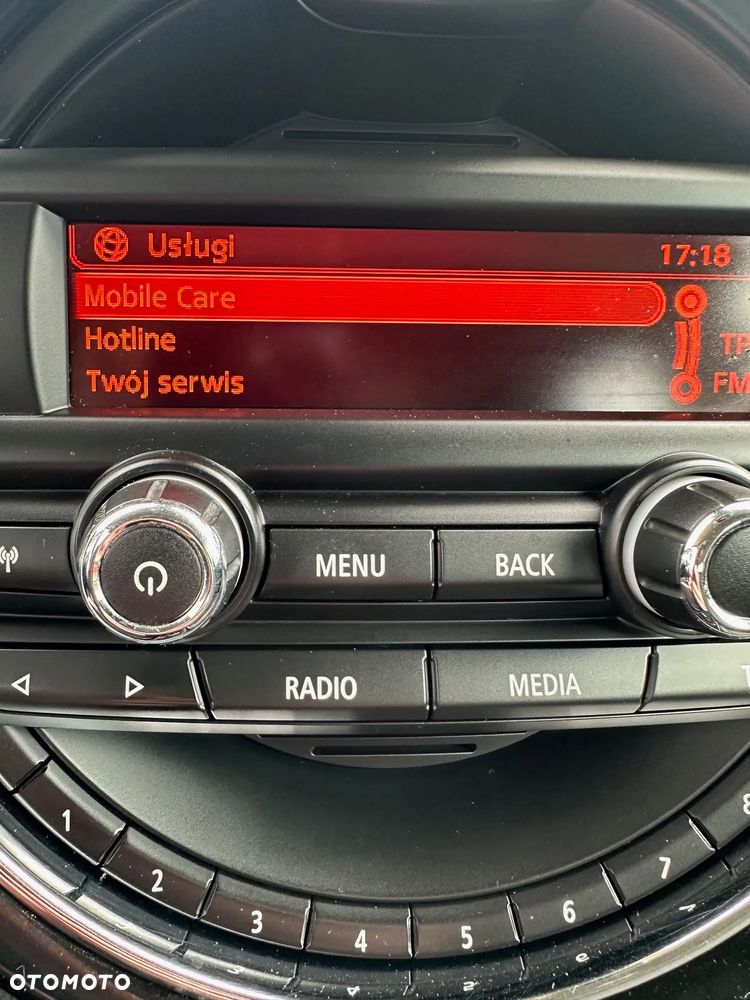 Usługi 17:18
Mobile Care
Hotline TP
Twój serwis FM
MENU BACK
RADIO MEDIA
1 2 3 4 5 6 7 8
OTOMOTO